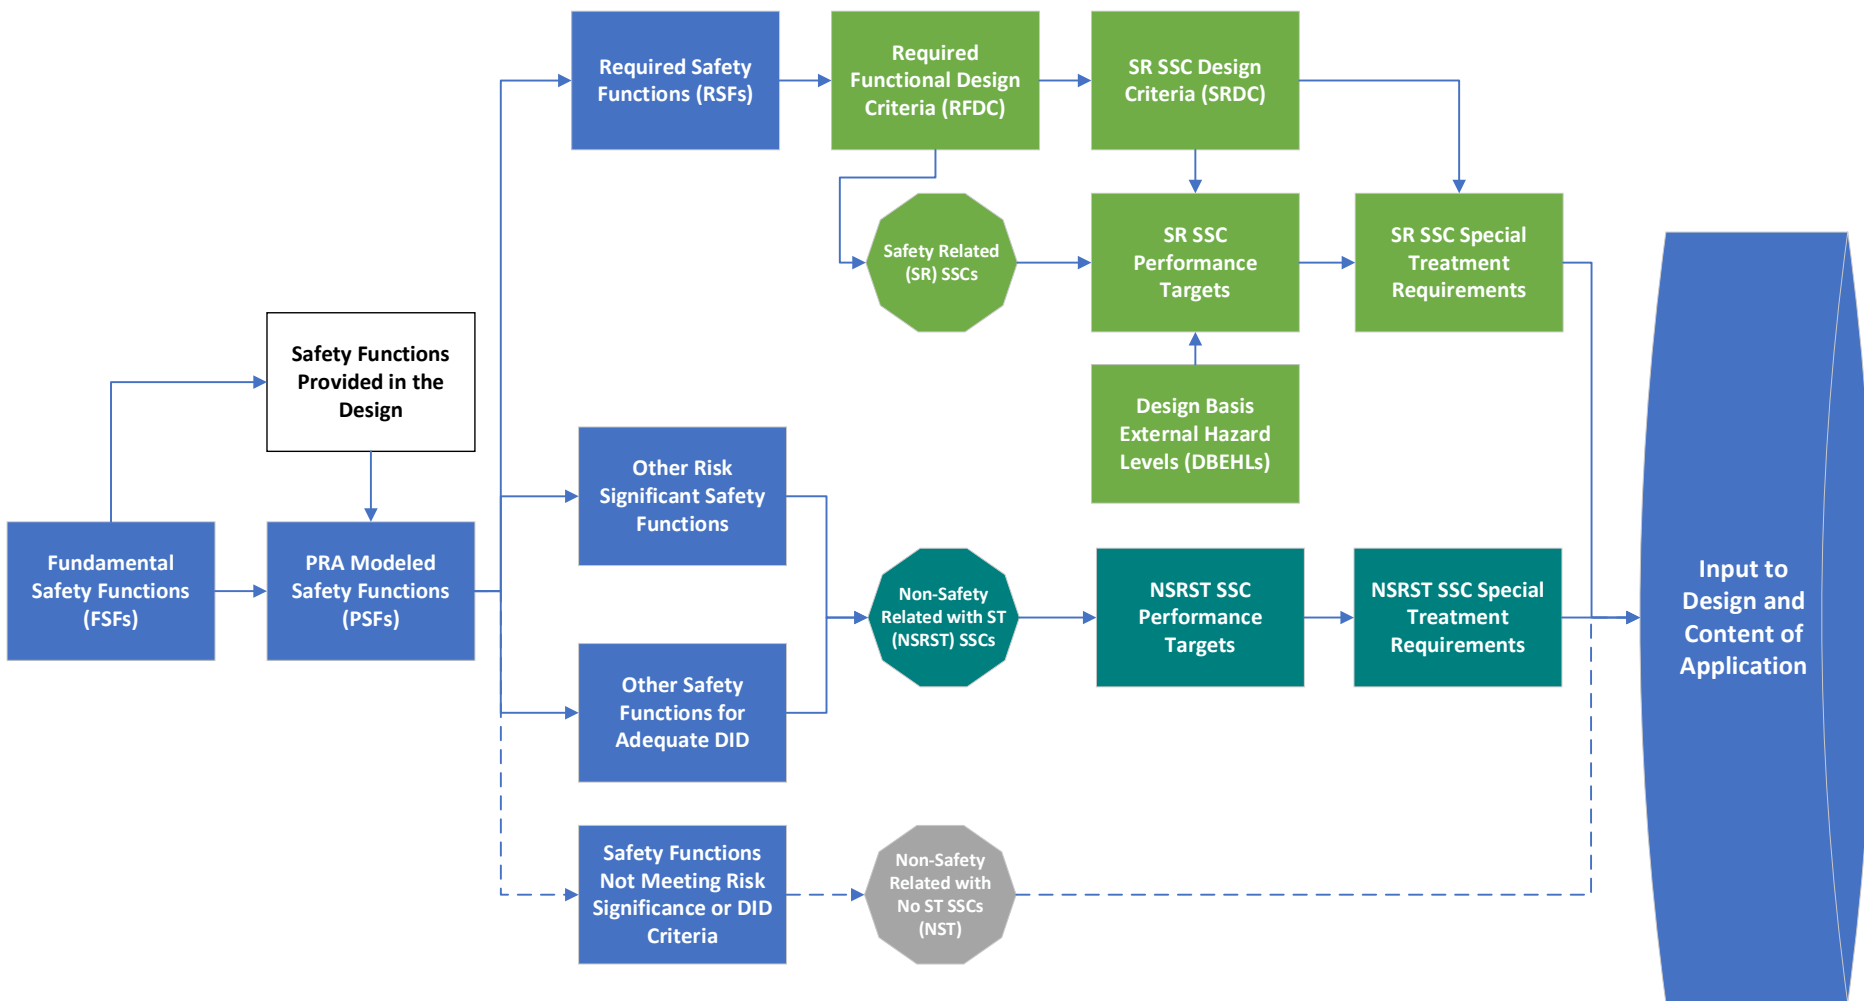 Required Safety
Functions (RSFs)
Required
Functional Design
Criteria (RFDC)
SR SSC Design
Criteria (SRDC)
Safety Related
(SR) SSCs
SR SSC
Performance
Targets
SR SSC Special
Treatment
Requirements
Safety Functions
Provided in the
Design
Design Basis
External Hazard
Levels (DBEHLs)
Other Risk
Significant Safety
Functions
Fundamental
Safety Functions
(FSFs)
PRA Modeled
Safety Functions
(PSFs)
Non-Safety
Related with ST
(NSRST) SSCs
NSRST SSC
Performance
Targets
NSRST SSC Special
Treatment
Requirements
Input to
Design and
Content of
Application
Other Safety
Functions for
Adequate DID
Safety Functions
Not Meeting Risk
Significance or DID
Criteria
Non-Safety
Related with
No ST SSCs
(NST)